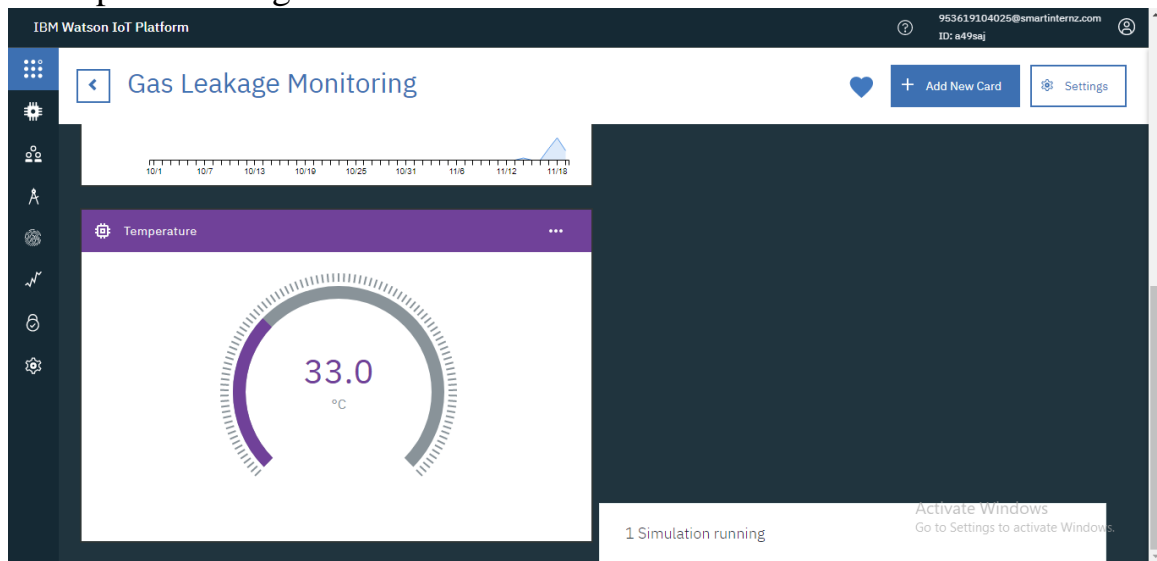 IBM Watson IoT Platform
953619104025@smartinternz.com
ID: a49saj
Gas Leakage Monitoring
Add New Card
Settings
10/1 10/7 10/13 10/19 10/25 10/31 11/6 11/12 11/18
Temperature
33.0
°C
1 Simulation running
Activate Windows
Go to Settings to activate Windows.